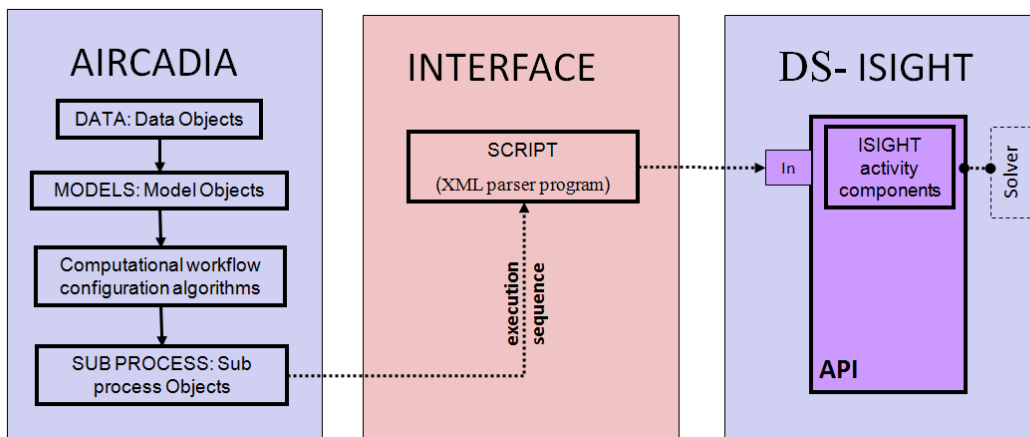 AIRCADIA
DATA: Data Objects
MODELS: Model Objects
Computational workflow
configuration algorithms
SUB PROCESS: Sub
process Objects
INTERFACE
SCRIPT
(XML parser program)
execution
sequence
DS- ISIGHT
In
ISIGHT
activity
components
API
Solver